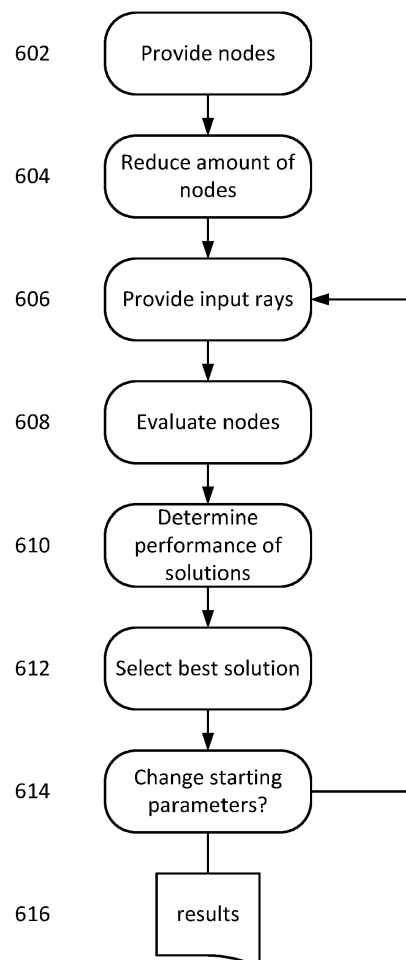 602
Provide nodes
604
Reduce amount of
nodes
606
Provide input rays
608
Evaluate nodes
610
Determine
performance of
solutions
612
Select best solution
614
Change starting
parameters?
616
results